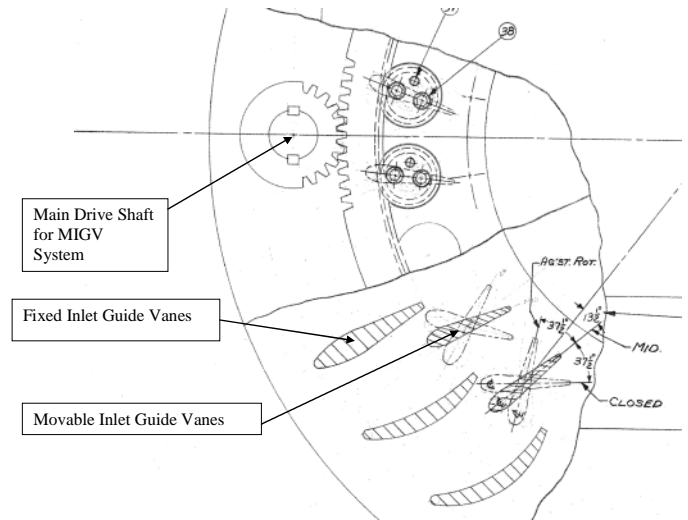 38
Main Drive Shaft
for MIGV
System
AG'ST. ROT.
Fixed Inlet Guide Vanes
13½°
37½°
MID.
37½°
Movable Inlet Guide Vanes
CLOSED